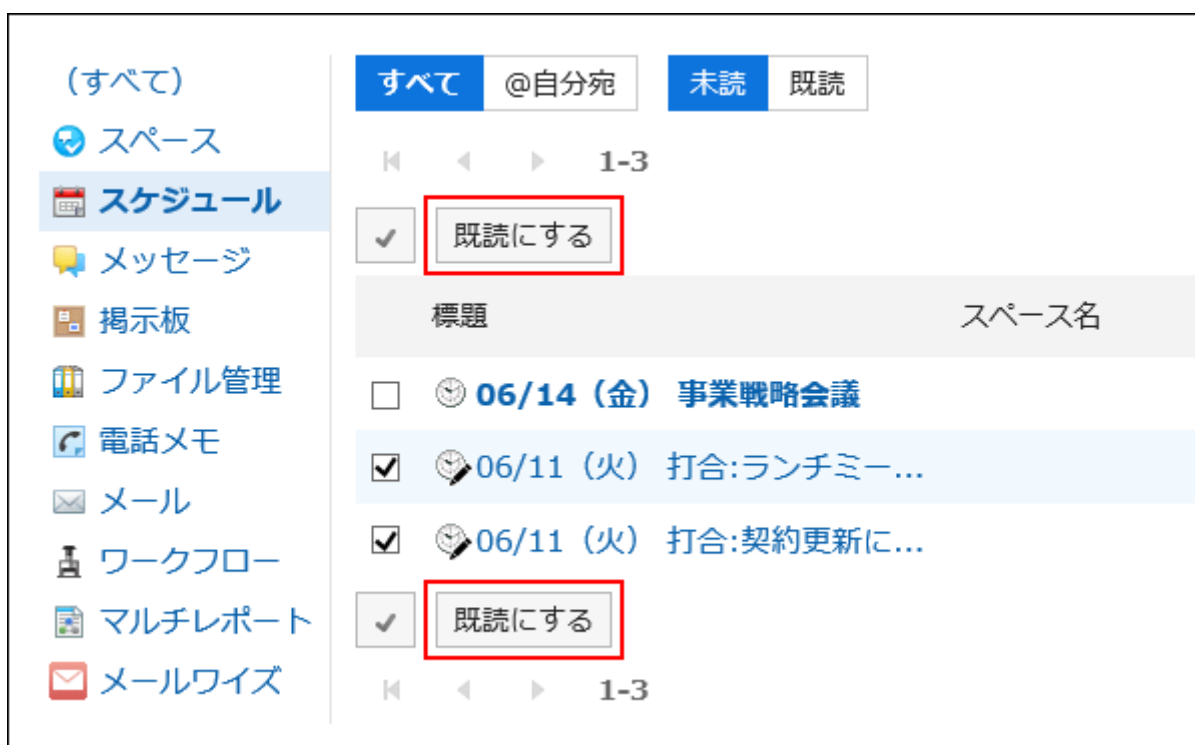 (すべて)
スペース
スケジュール
メッセージ
掲示板
ファイル管理
電話メモ
メール
ワークフロー
マルチレポート
メールワイズ
すべて @自分宛 未読 既読
1-3
既読にする
標題 スペース名
06/14（金） 事業戦略会議
06/11（火） 打合:ランチミー...
06/11（火） 打合:契約更新に...
既読にする
1-3